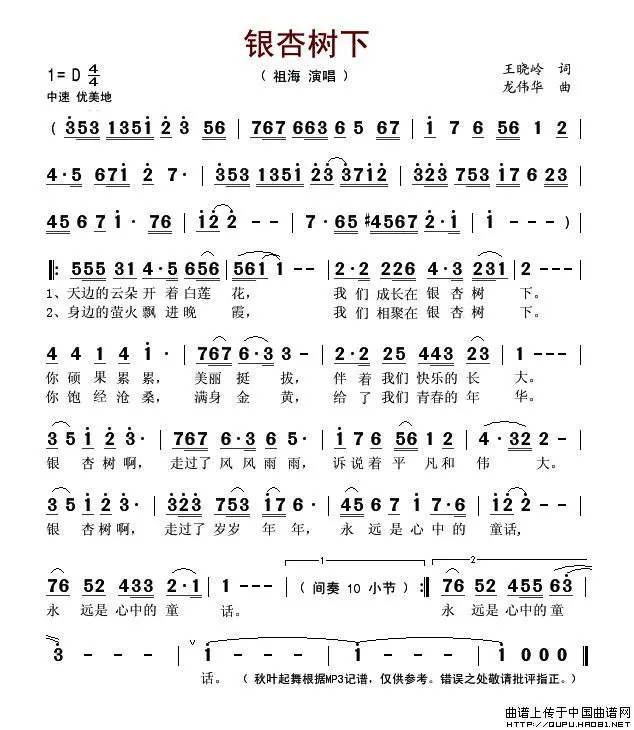 银杏树下
1= D 4/4
( 祖海 演唱 )
王晓岭 词
中速 优美地
龙伟华 曲
( 353 1351 2 3 56 | 767 663 6 5 67 | 1 7 6 56 |
4·5 671 2 7· | 353 1351 23 3712 | 323 753 17 6 23 |
45 6 7 1· 76 | 122 - - | 7·65 #4567 2·1 | 1 - - - )
‖: 555 31 4·5 656 | 561 1 - - | 2·2 226 4·3 231 | 2 - - - |
1、天边的云朵 开 着 白莲 花, 我 们 成长在 银 杏 树 下。
2、身边的萤火 飘 进 晚 霞, 我 们 相聚在 银 杏 树 下。
4 4 1 4 1· | 767 6·3 3 - | 2·2 25 443 23 | 1 - - - |
你 硕 果 累 累, 美丽 挺 拔, 伴 着 我们 快乐的 长 大。
你 饱 经 沧 桑, 满身 金 黄, 给 了 我们 青春的 年 华。
35 1 2 3· | 767 6·3 6 5· | 1 76 56 1 2 | 4·32 2 - |
银 杏 树 啊, 走过了 风 风 雨 雨, 诉 说着 平 凡 和 伟 大。
35 1 2 3· | 323 753 17 6· | 45 67 1 7·6 | 122 - - |
银 杏 树 啊, 走过了 岁岁 年 年, 永 远是 心 中 的 童话,
76 52 433 2·1 | 1 - - - | ( 间奏 10 小节 ) :‖ 76 52 455 63 |
1
2
永 远是 心中的 童 话。 永 远是 心中的 童
3 - - - | - - - ∨1 | 1 - - - | 1 - - - | 1 0 0 0 ‖
话。 ( 秋叶起舞根据MP3记谱，仅供参考。错误之处敬请批评指正。)
曲谱上传于中国曲谱网
http://QUPU.HAO81.NET